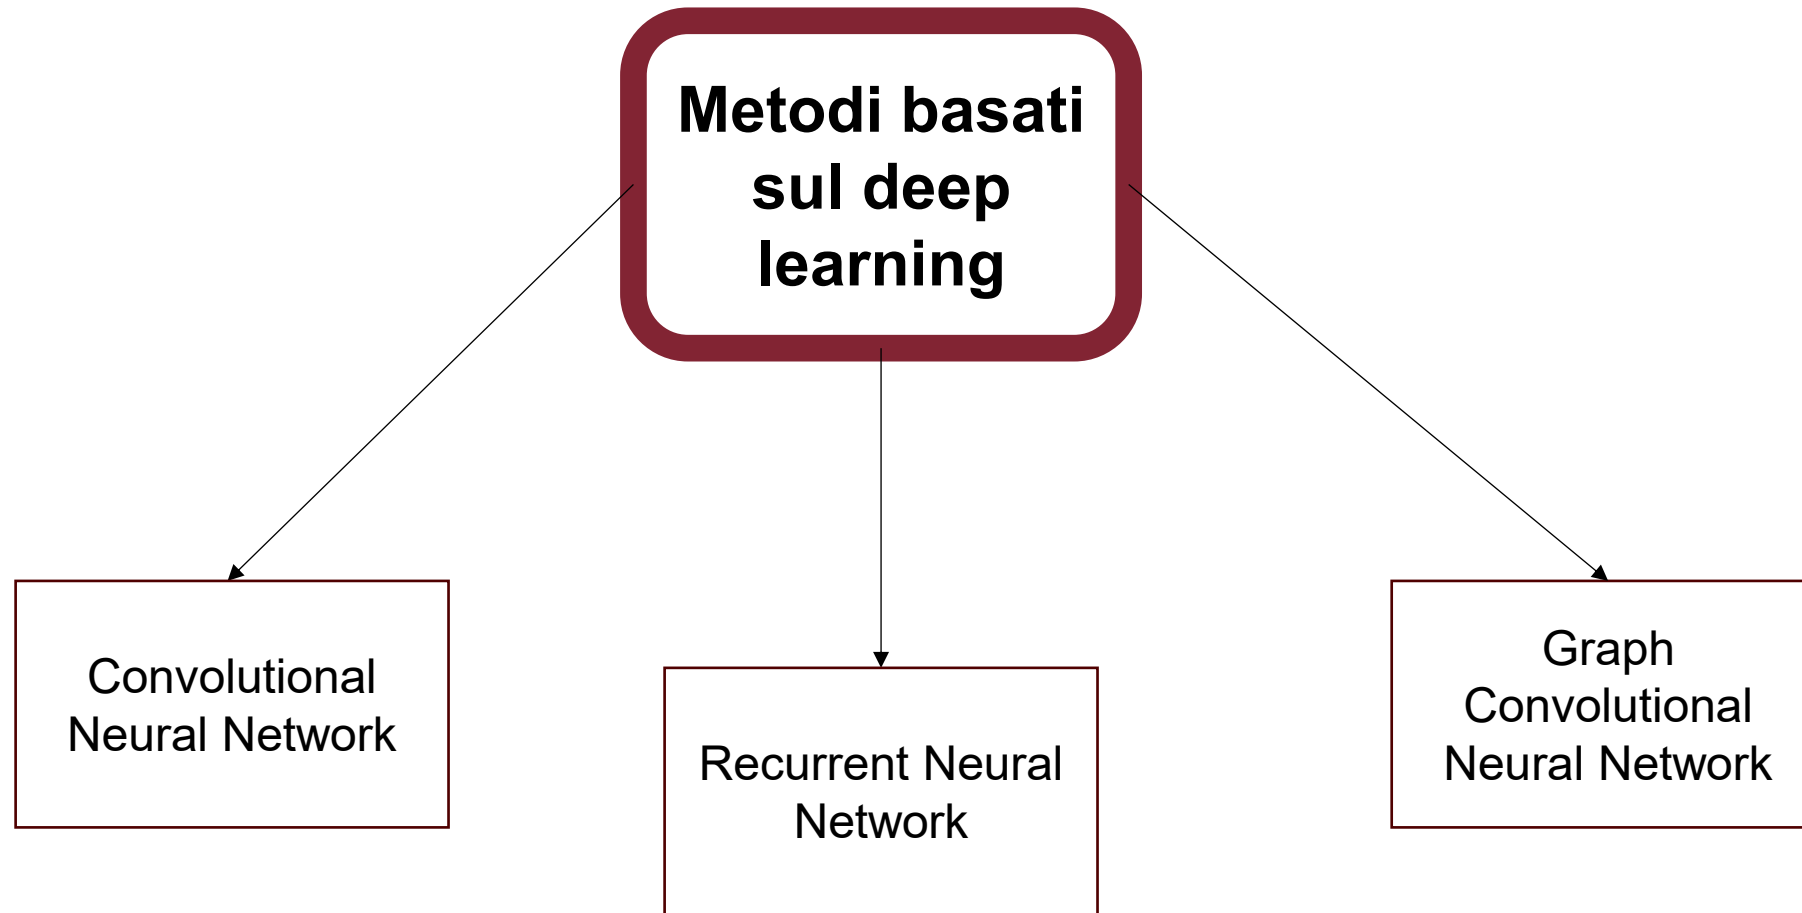 Metodi basati
sul deep
learning
Convolutional
Neural Network
Recurrent Neural
Network
Graph
Convolutional
Neural Network